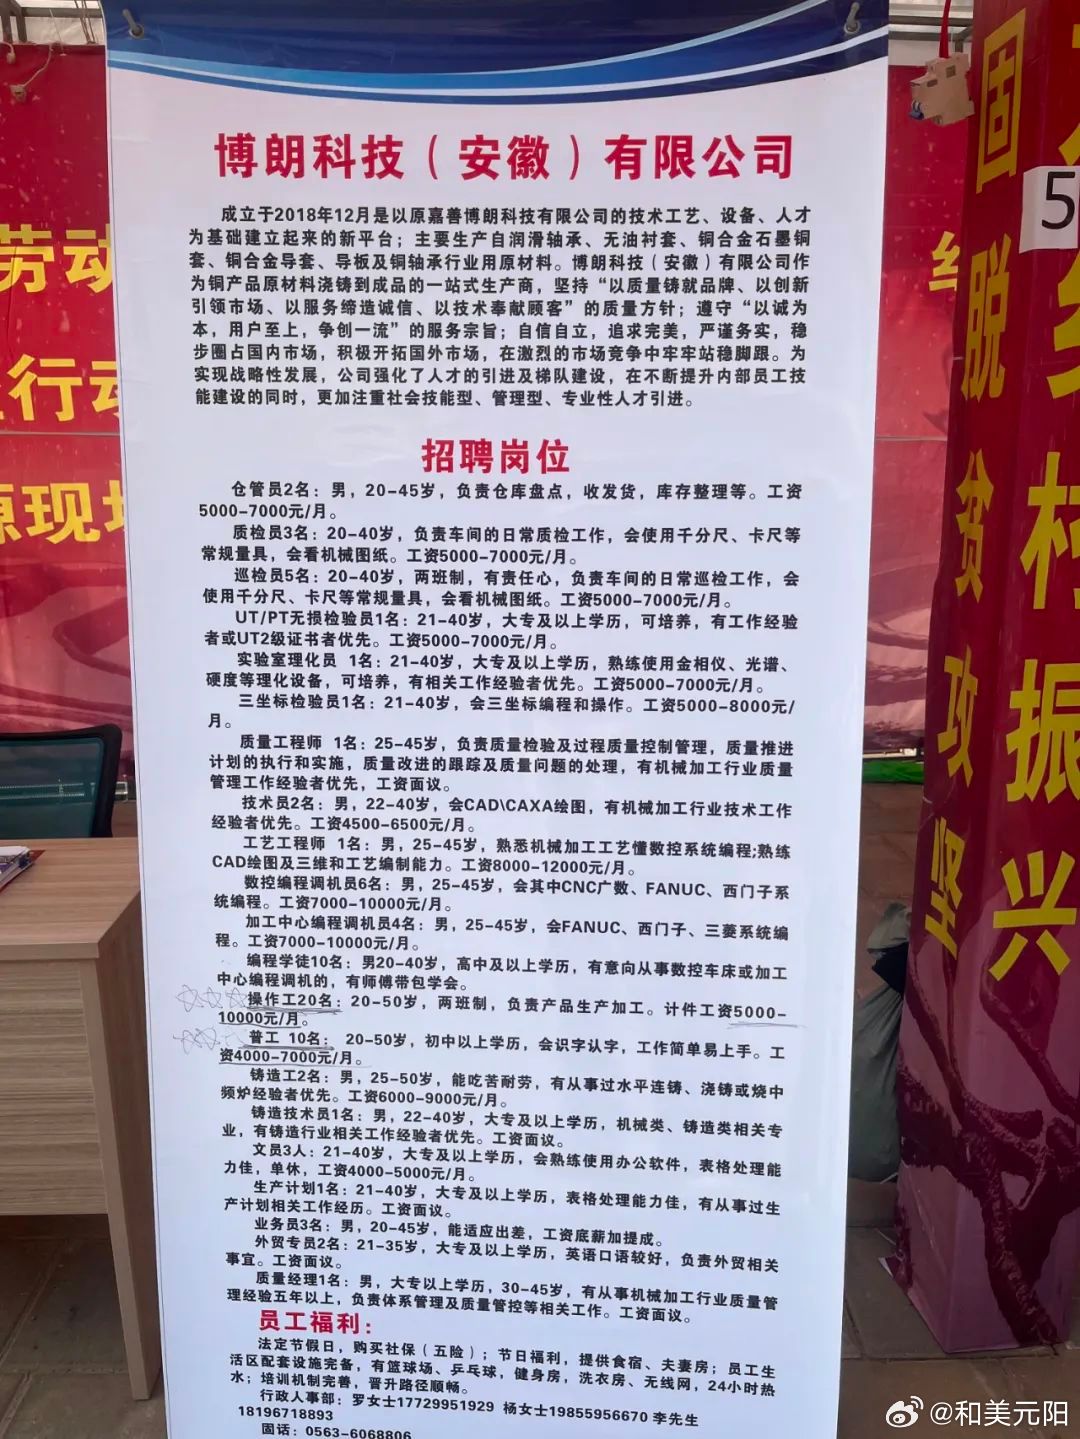 博朗科技（安徽）有限公司
成立于2018年12月是以原嘉善博朗科技有限公司的技术工艺、设备、人才
为基础建立起来的新平台；主要生产自润滑轴承、无油衬套、铜合金石墨铜
套、铜合金导套、导板及铜轴承行业用原材料。博朗科技（安徽）有限公司作
为铜产品原材料浇铸到成品的一站式生产商，坚持“以质量铸就品牌、以创新
引领市场、以服务缔造诚信、以技术奉献顾客”的质量方针；遵守“以诚为
本，用户至上，争创一流”的服务宗旨；自信自立，追求完美，严谨务实，稳
步圈占国内市场，积极开拓国外市场，在激烈的市场竞争中牢牢站稳脚跟。为
实现战略性发展，公司强化了人才的引进及梯队建设，在不断提升内部员工技
能建设的同时，更加注重社会技能型、管理型、专业性人才引进。
招聘岗位
仓管员2名：男，20-45岁，负责仓库盘点，收发货，库存整理等。工资
5000-7000元/月。
质检员3名：20-40岁，负责车间的日常质检工作，会使用千分尺、卡尺等
常规量具，会看机械图纸。工资5000-7000元/月。
巡检员5名：20-40岁，两班制，有责任心，负责车间的日常巡检工作，会
使用千分尺、卡尺等常规量具，会看机械图纸。工资5000-7000元/月。
UT/PT无损检验员1名：21-40岁，大专及以上学历，可培养，有工作经验
者或UT2级证书者优先。工资5000-7000元/月。
实验室理化员 1名：21-40岁，大专及以上学历，熟练使用金相仪、光谱、
硬度等理化设备，可培养，有相关工作经验者优先。工资5000-7000元/月。
三坐标检验员1名：21-40岁，会三坐标编程和操作。工资5000-8000元/
月。
质量工程师 1名：25-45岁，负责质量检验及过程质量控制管理，质量推进
计划的执行和实施，质量改进的跟踪及质量问题的处理，有机械加工行业质量
管理工作经验者优先，工资面议。
技术员2名：男，22-40岁，会CAD\CAXA绘图，有机械加工行业技术工作
经验者优先。工资4500-6500元/月。
工艺工程师 1名：男，25-45岁，熟悉机械加工工艺懂数控系统编程;熟练
CAD绘图及三维和工艺编制能力。工资8000-12000元/月。
数控编程调机员6名：男，25-45岁，会其中CNC广数、FANUC、西门子系
统编程。工资7000-10000元/月。
加工中心编程调机员4名：男，25-45岁，会FANUC、西门子、三菱系统编
程。工资7000-10000元/月。
编程学徒10名：男20-40岁，高中及以上学历，有意向从事数控车床或加工
中心编程调机的，有师傅带包学会。
操作工20名：20-50岁，两班制，负责产品生产加工。计件工资5000-
10000元/月。
普工 10名： 20-50岁，初中以上学历，会识字认字，工作简单易上手。工
资4000-7000元/月。
铸造工2名：男，25-50岁，能吃苦耐劳，有从事过水平连铸、浇铸或烧中
频炉经验者优先。工资6000-9000元/月。
铸造技术员1名：男，22-40岁，大专及以上学历，机械类、铸造类相关专
业，有铸造行业相关工作经验者优先。工资面议。
文员3人：21-40岁，大专及以上学历，会熟练使用办公软件，表格处理能
力佳，单休，工资4000-5000元/月。
生产计划1名：21-40岁，大专及以上学历，表格处理能力佳，有从事过生
产计划相关工作经历。工资面议。
业务员3名：男，20-45岁，能适应出差，工资底薪加提成。
外贸专员2名：21-35岁，大专及以上学历，英语口语较好，负责外贸相关
事宜。工资面议。
质量经理1名：男，大专以上学历，30-45岁，有从事机械加工行业质量管
理经验五年以上，负责体系管理及质量管控等相关工作。工资面议。
员工福利：
法定节假日，购买社保（五险）；节日福利，提供食宿、夫妻房；员工生
活区配套设施完备，有篮球场、乒乓球，健身房，洗衣房、无线网，24小时热
水；培训机制完善，晋升路径顺畅。
行政人事部：罗女士17729951929 杨女士19855956670 李先生
18196718893
固话：0563-6068806
劳动
行动
源现场
固脱贫攻坚
村振兴
5
@和美元阳